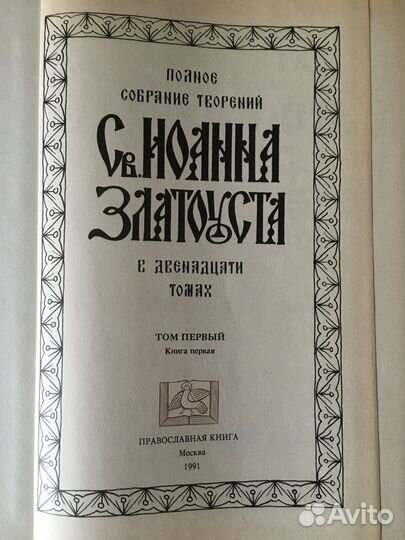 ПОЛНОЕ
СОБРАНИЕ ТВОРЕНИЙ
СВ. ИОАННА
ЗЛАТОУСТА
В ДВЕНАДЦАТИ
ТОМАХ
ТОМ ПЕРВЫЙ
Книга первая
ПРАВОСЛАВНАЯ КНИГА
Москва
1991
Avito